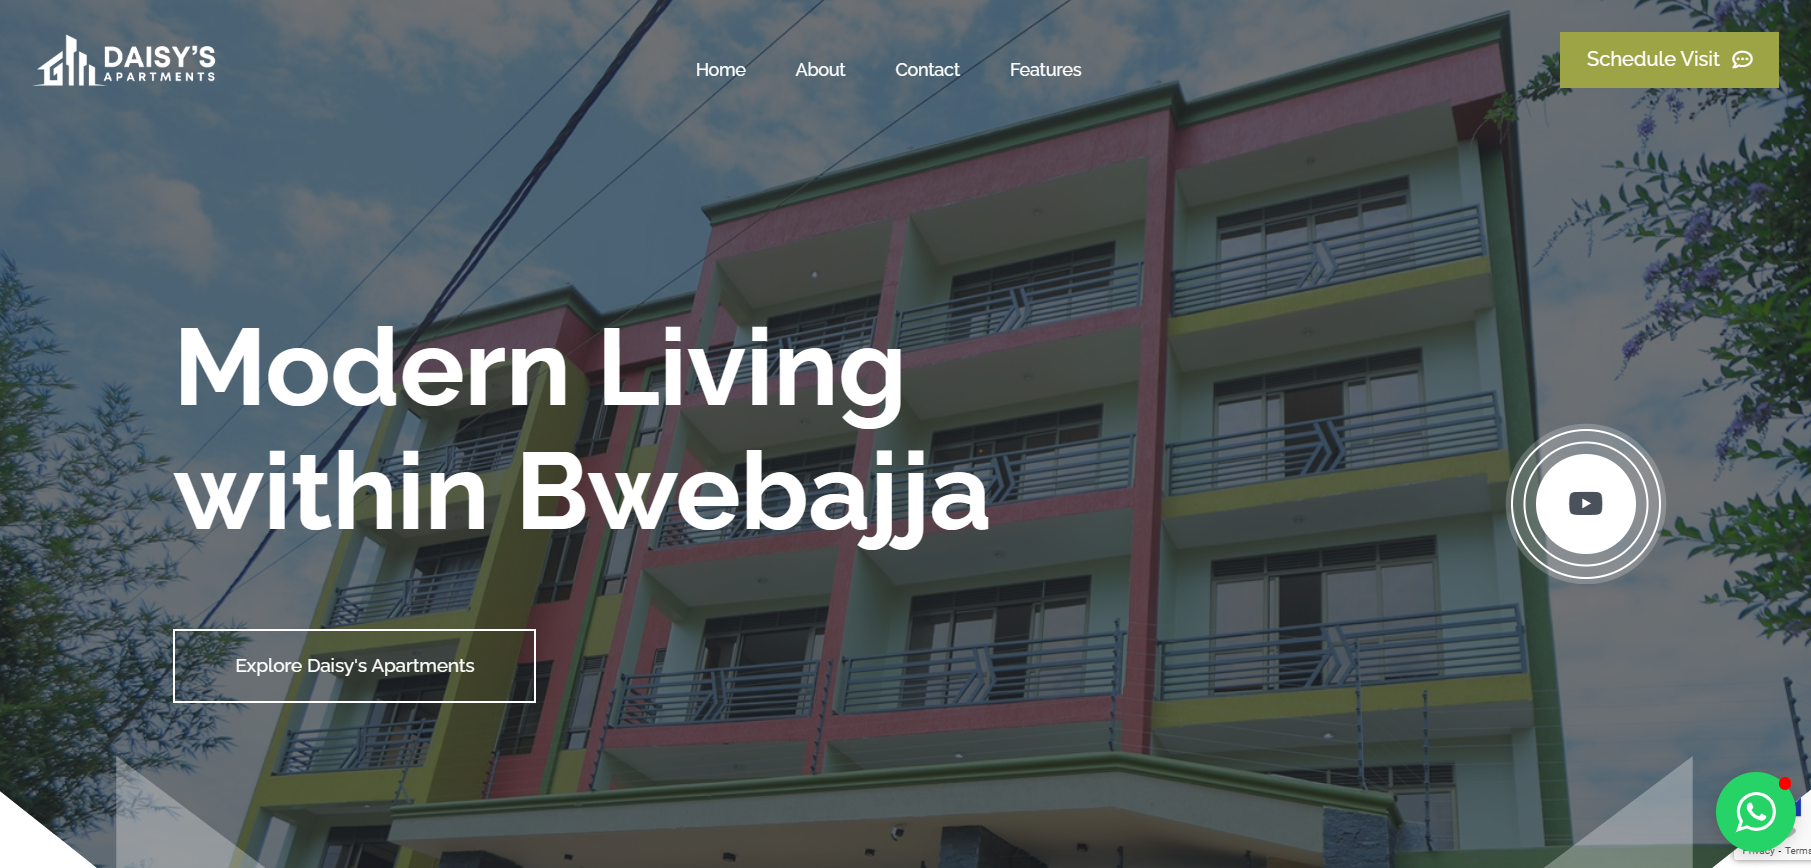 DAISY'S
APARTMENTS
Home
About
Contact
Features
Schedule Visit
Modern Living
within Bwebajja
Explore Daisy's Apartments
Privacy - Terms